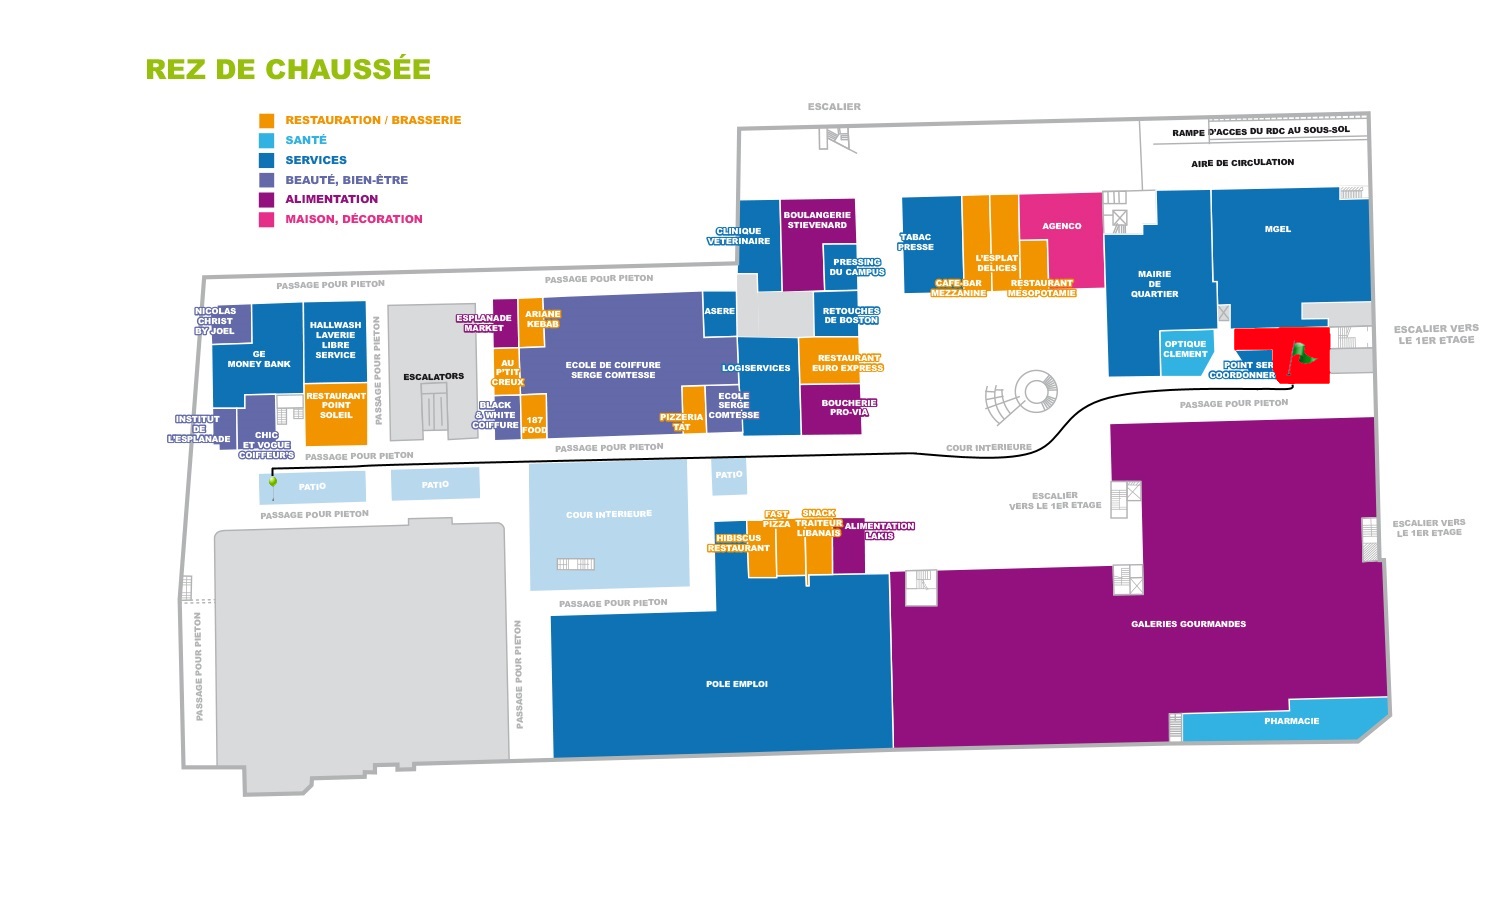 REZ DE CHAUSSÉE
RESTAURATION / BRASSERIE
SANTÉ
SERVICES
BEAUTÉ, BIEN-ÊTRE
ALIMENTATION
MAISON, DÉCORATION
ESCALIER
RAMPE D'ACCES DU RDC AU SOUS-SOL
AIRE DE CIRCULATION
CLINIQUE
VETERINAIRE
BOULANGERIE
STIEVENARD
PRESSING
DU CAMPUS
TABAC
PRESSE
CAFE-BAR
MEZZANINE
L'ESPLAT
DELICES
RESTAURANT
MESOPOTAMIE
AGENCO
MAIRIE
DE
QUARTIER
MGEL
PASSAGE POUR PIETON
PASSAGE POUR PIETON
NICOLAS
CHRIST
BY JOEL
GE
MONEY BANK
HALLWASH
LAVERIE
LIBRE
SERVICE
RESTAURANT
POINT
SOLEIL
INSTITUT
DE
L'ESPLANADE
CHIC
ET VOGUE
COIFFEUR'S
PASSAGE POUR PIETON
ESCALATORS
ESPLANADE
MARKET
ARIANE
KEBAB
AU
P'TIT
CREUX
BLACK
& WHITE
COIFFURE
187
FOOD
ECOLE DE COIFFURE
SERGE COMTESSE
PIZZERIA
TAT
ECOLE
SERGE
COMTESSE
ASERE
LOGISERVICES
RETOUCHES
DE BOSTON
RESTAURANT
EURO EXPRESS
BOUCHERIE
PRO-VIA
OPTIQUE
CLEMENT
POINT SER
COORDONNER
ESCALIER VERS
LE 1ER ETAGE
PASSAGE POUR PIETON
PASSAGE POUR PIETON
PASSAGE POUR PIETON
COUR INTERIEURE
PATIO
PATIO
PATIO
COUR INTERIEURE
PASSAGE POUR PIETON
ESCALIER
VERS LE 1ER ETAGE
ESCALIER VERS
LE 1ER ETAGE
HIBISCUS
RESTAURANT
FAST
PIZZA
SNACK
TRAITEUR
LIBANAIS
ALIMENTATION
LAKIS
PASSAGE POUR PIETON
PASSAGE POUR PIETON
PASSAGE POUR PIETON
GALERIES GOURMANDES
POLE EMPLOI
PHARMACIE